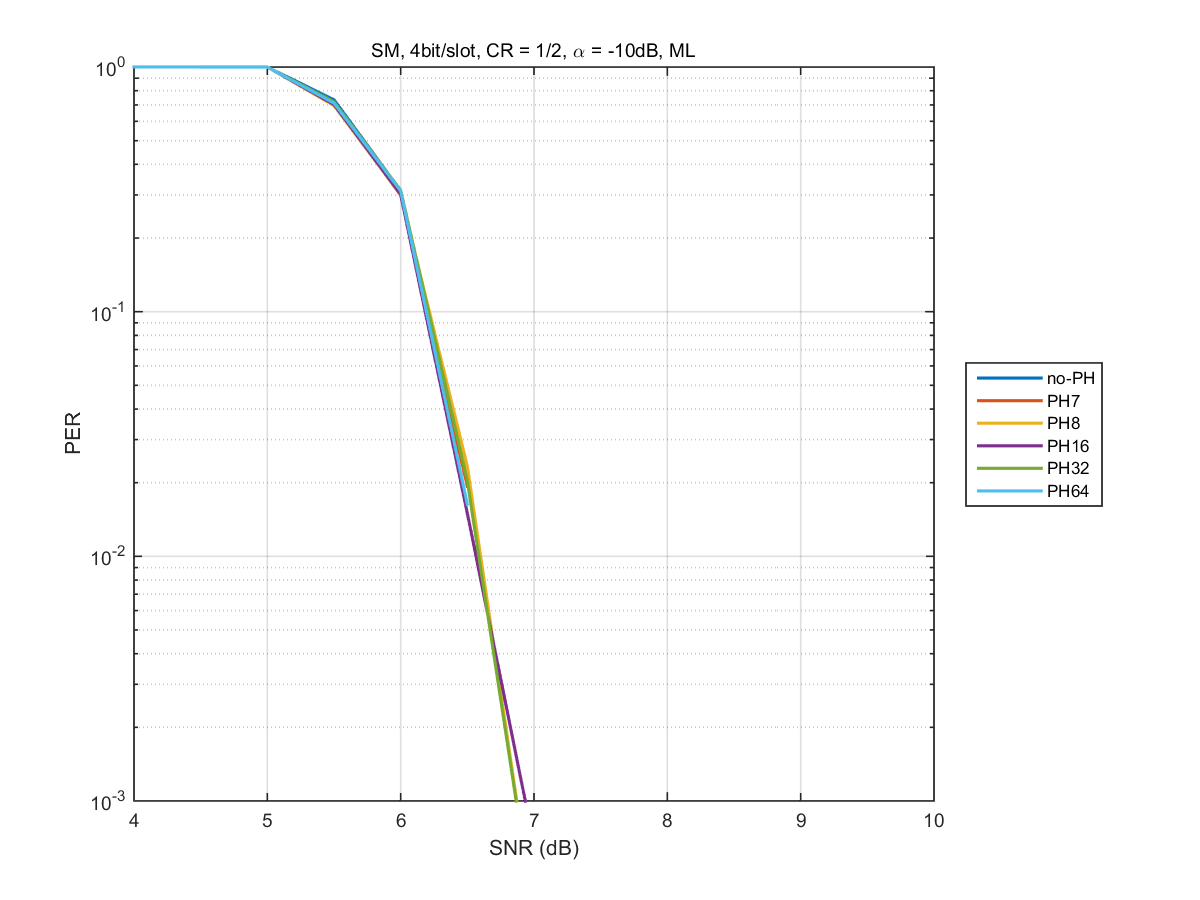 SM, 4bit/slot, CR = 1/2, α = -10dB, ML
10^0
10^-1
10^-2
10^-3
PER
4 5 6 7 8 9 10
SNR (dB)
no-PH
PH7
PH8
PH16
PH32
PH64